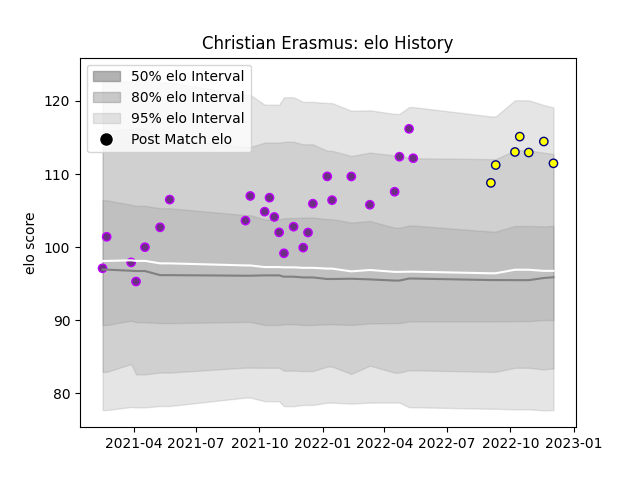 Christian Erasmus: elo History
50% elo Interval
80% elo Interval
95% elo Interval
Post Match elo
elo score
120
110
100
90
80
2021-04 2021-07 2021-10 2022-01 2022-04 2022-07 2022-10 2023-01